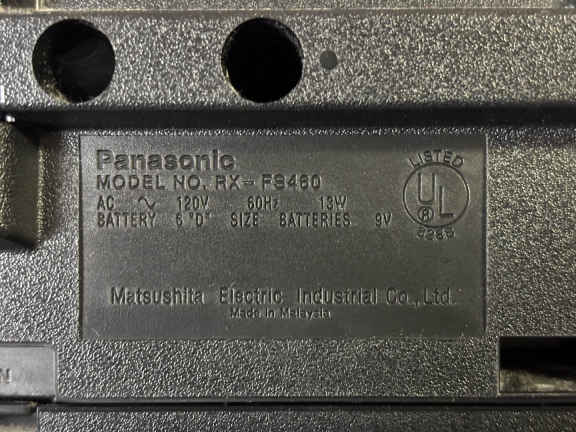 Panasonic
MODEL NO. RX-FS460
AC ~ 120V 60Hz 13W
BATTERY 6 "D" SIZE BATTERIES 9V
LISTED
UL
®
Matsushita Electric Industrial Co., Ltd.
Made in Malaysia